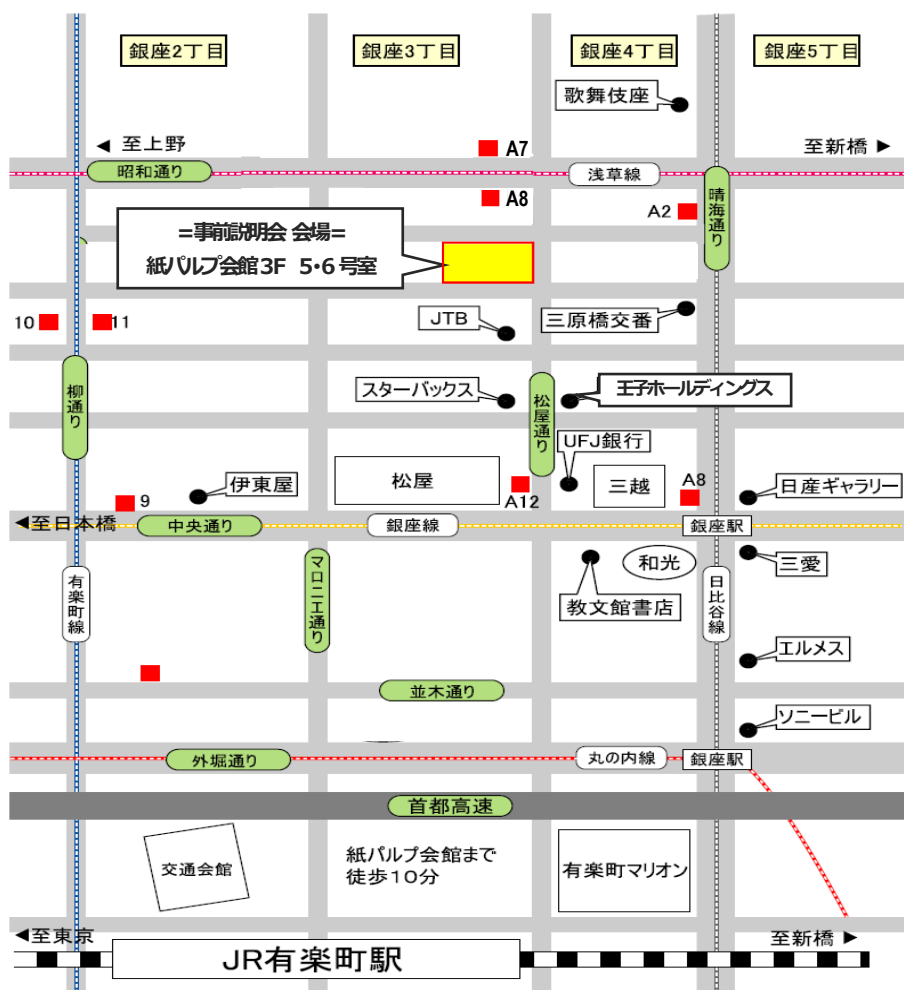 銀座2丁目
銀座3丁目
銀座4丁目
銀座5丁目
歌舞伎座
至上野
A7
至新橋
昭和通り
浅草線
A8
A2
晴海通り
=事前説明会 会場=
紙パルプ会館3F 5・6号室
10
11
JTB
三原橋交番
柳通り
スターバックス
松屋通り
王子ホールディングス
UFJ銀行
伊東屋
松屋
三越
A8
日産ギャラリー
9
A12
至日本橋
中央通り
銀座線
銀座駅
マロニエ通り
和光
三愛
有楽町線
教文館書店
日比谷線
エルメス
並木通り
ソニービル
外堀通り
丸の内線
銀座駅
首都高速
交通会館
紙パルプ会館まで
徒歩10分
有楽町マリオン
至東京
至新橋
JR有楽町駅